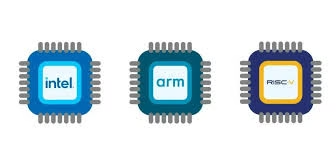 intel.
arm
RISC-V